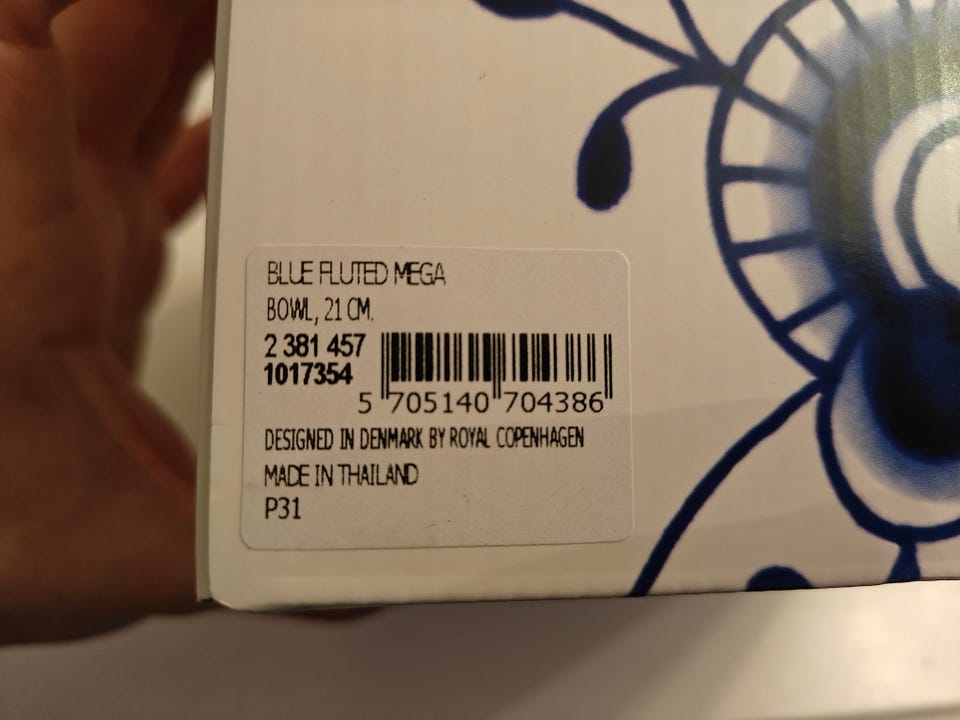 BLUE FLUTED MEGA
BOWL, 21 CM.
2 381 457
1017354
5 705140 704386
DESIGNED IN DENMARK BY ROYAL COPENHAGEN
MADE IN THAILAND
P31